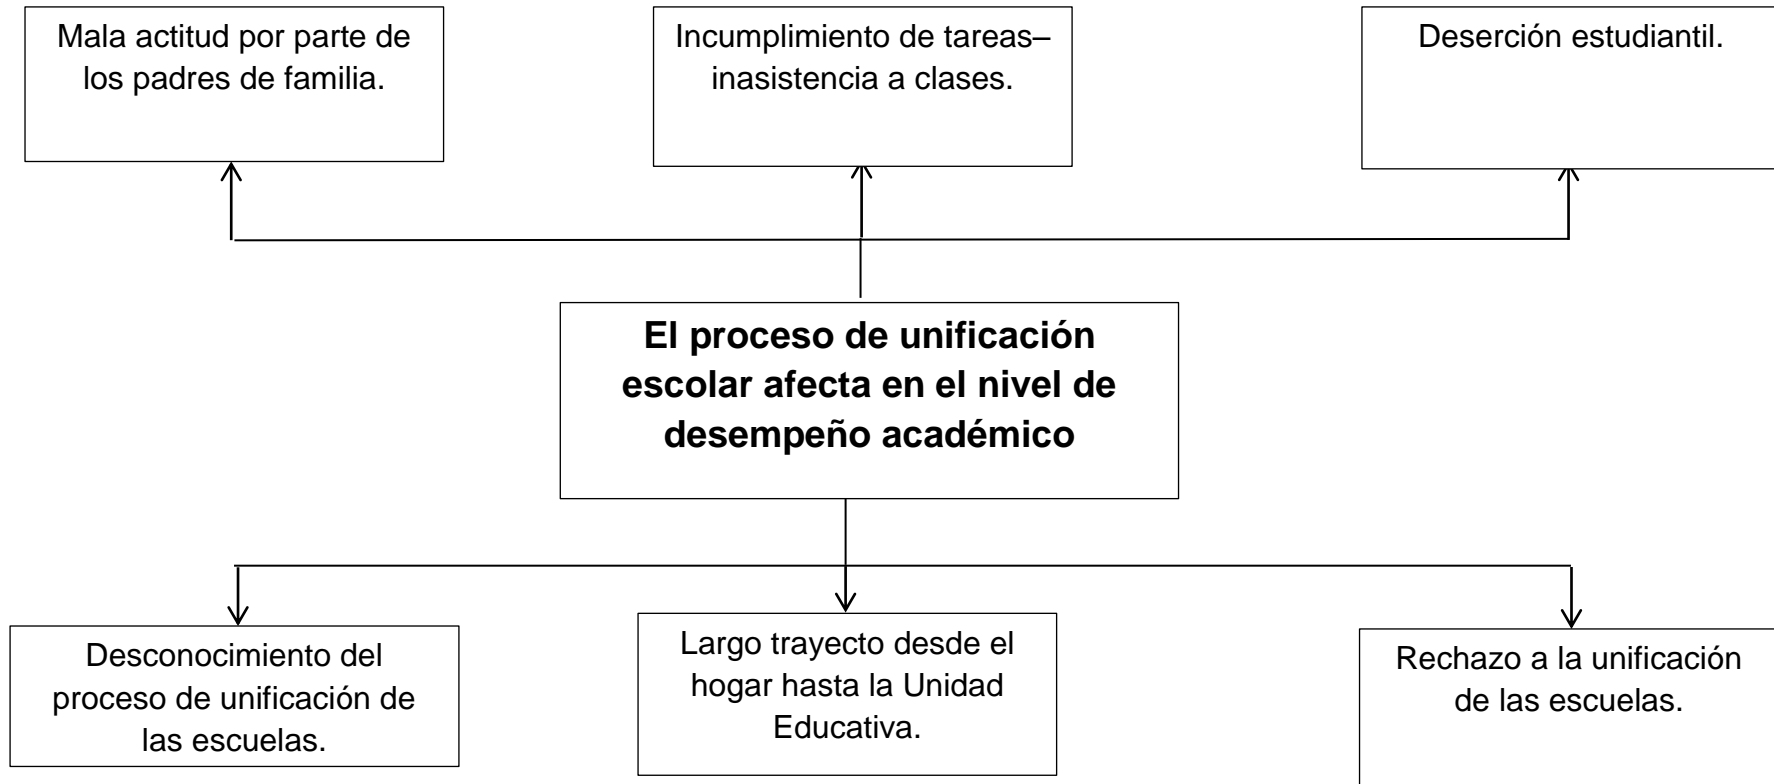 Mala actitud por parte de
los padres de familia.
Incumplimiento de tareas–
inasistencia a clases.
Deserción estudiantil.
El proceso de unificación
escolar afecta en el nivel de
desempeño académico
Desconocimiento del
proceso de unificación de
las escuelas.
Largo trayecto desde el
hogar hasta la Unidad
Educativa.
Rechazo a la unificación
de las escuelas.